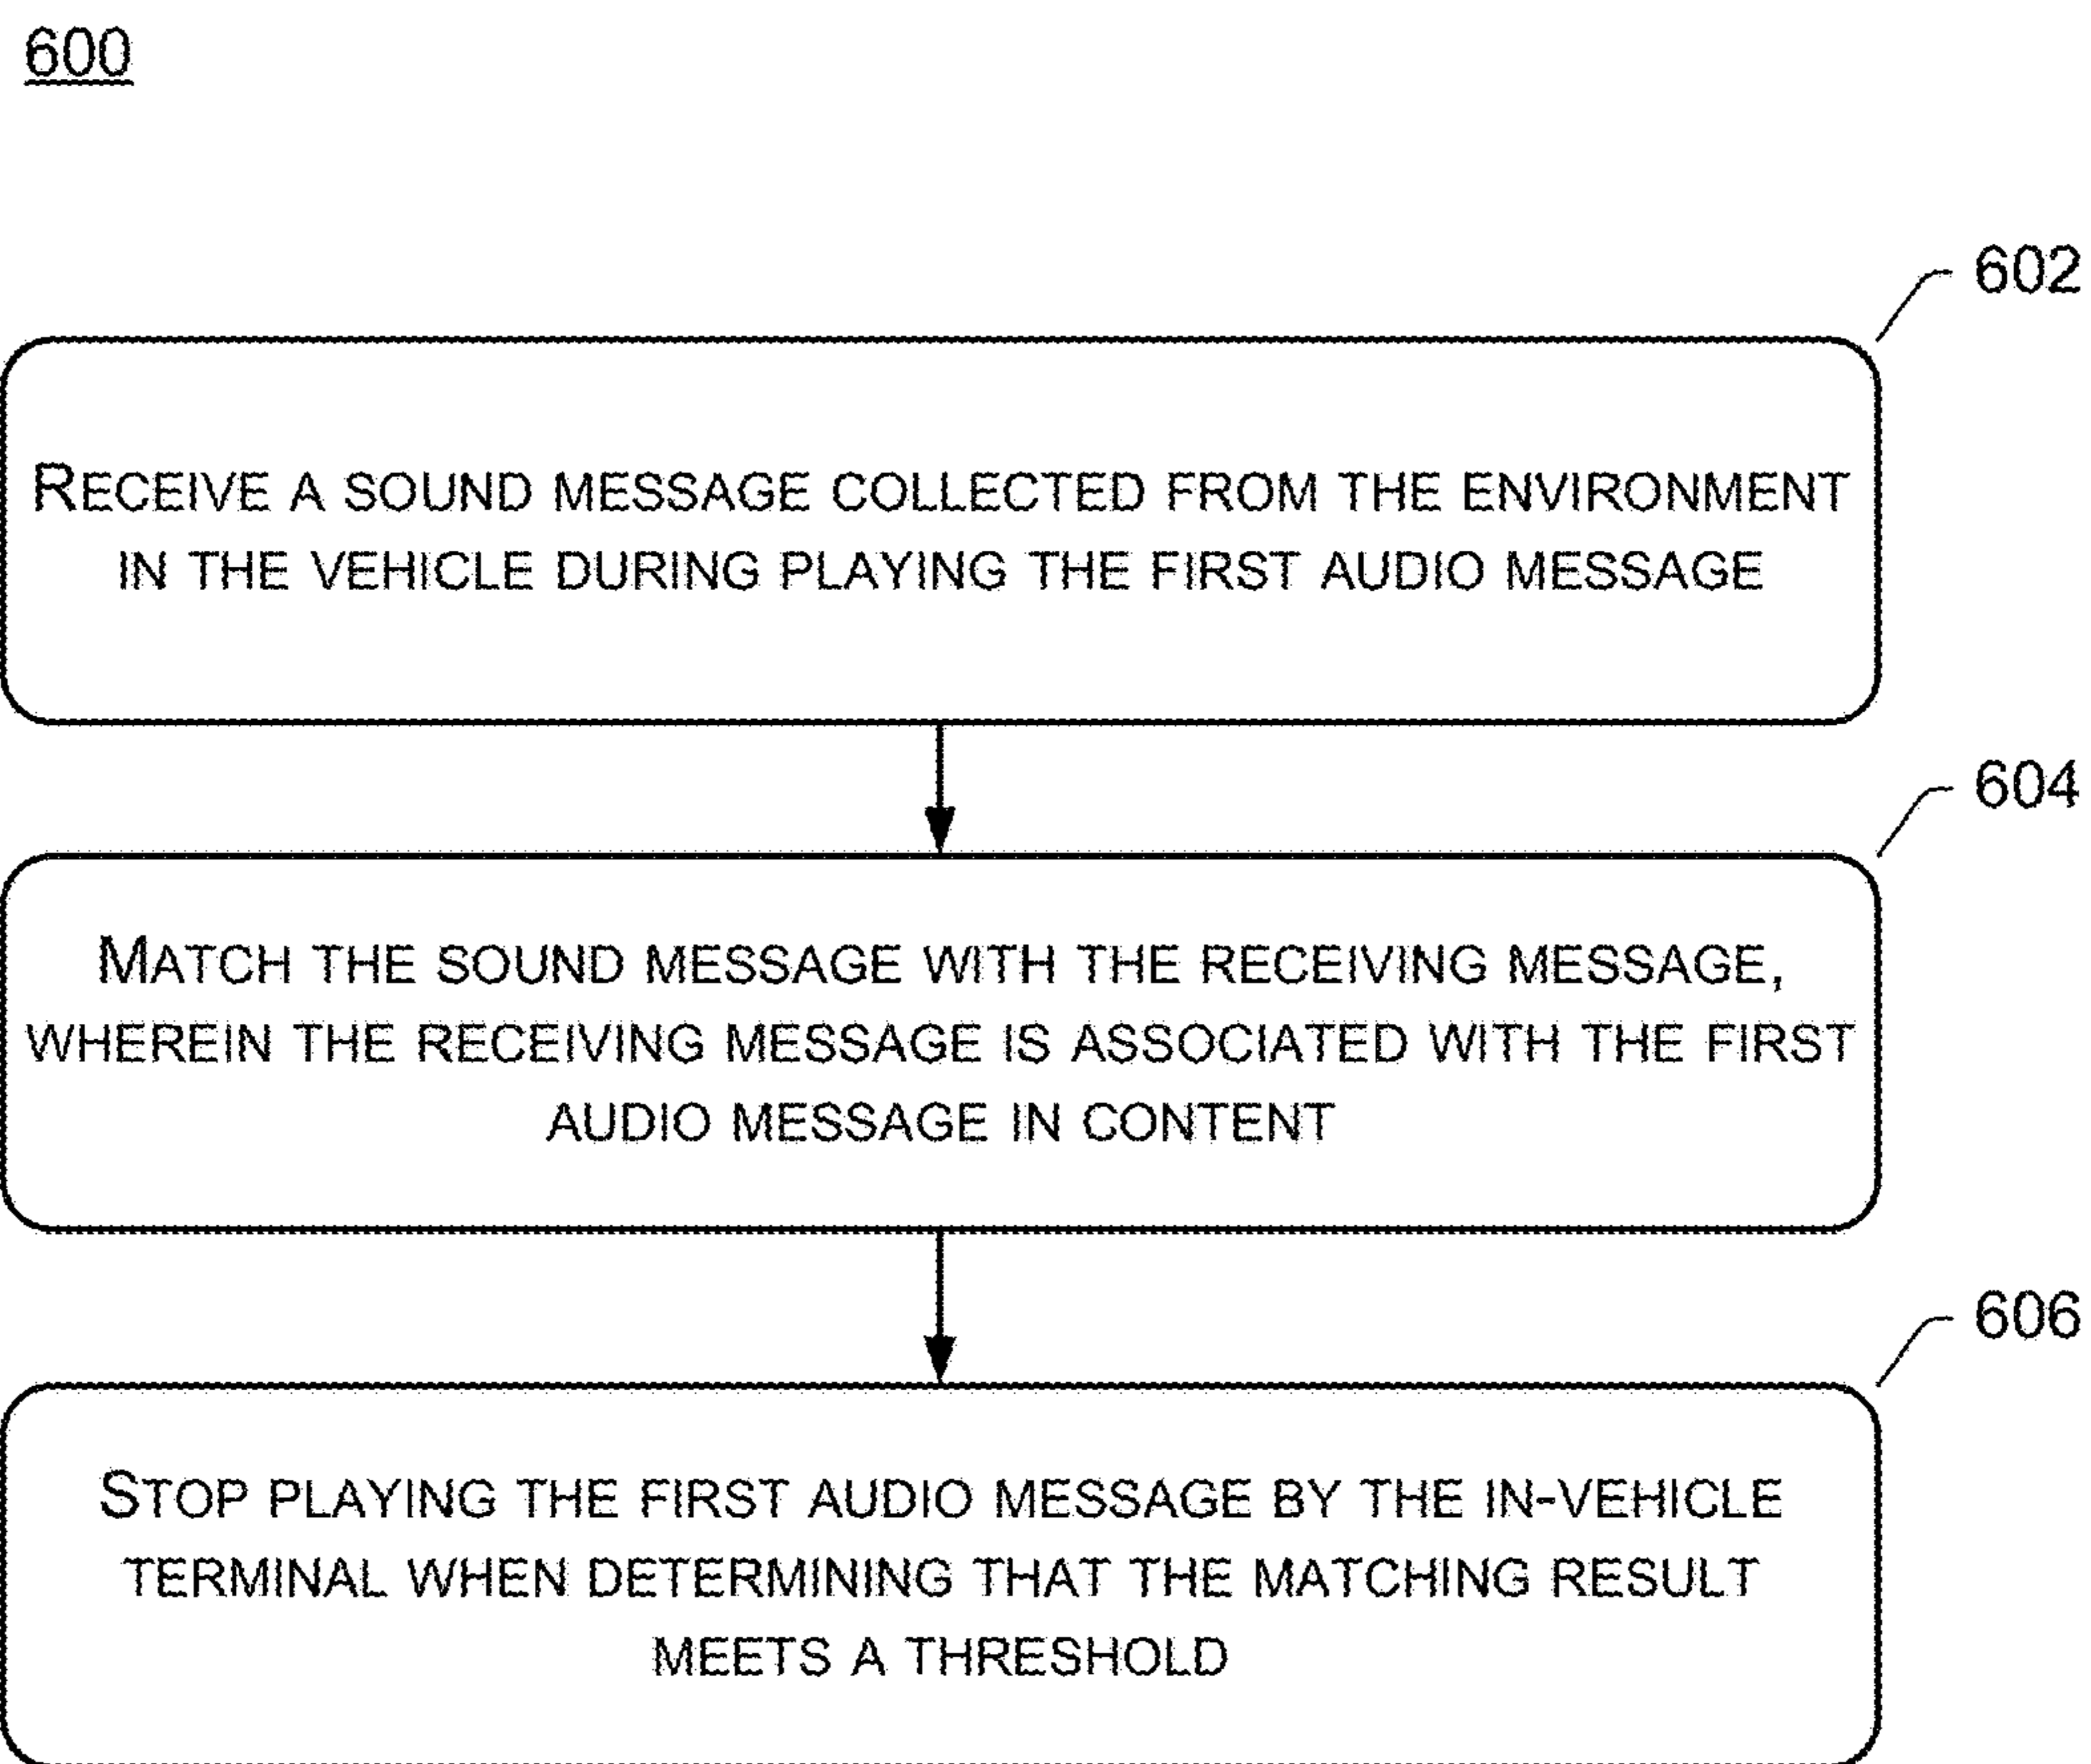 600
602
RECEIVE A SOUND MESSAGE COLLECTED FROM THE ENVIRONMENT
IN THE VEHICLE DURING PLAYING THE FIRST AUDIO MESSAGE
604
MATCH THE SOUND MESSAGE WITH THE RECEIVING MESSAGE,
WHEREIN THE RECEIVING MESSAGE IS ASSOCIATED WITH THE FIRST
AUDIO MESSAGE IN CONTENT
606
STOP PLAYING THE FIRST AUDIO MESSAGE BY THE IN-VEHICLE
TERMINAL WHEN DETERMINING THAT THE MATCHING RESULT
MEETS A THRESHOLD